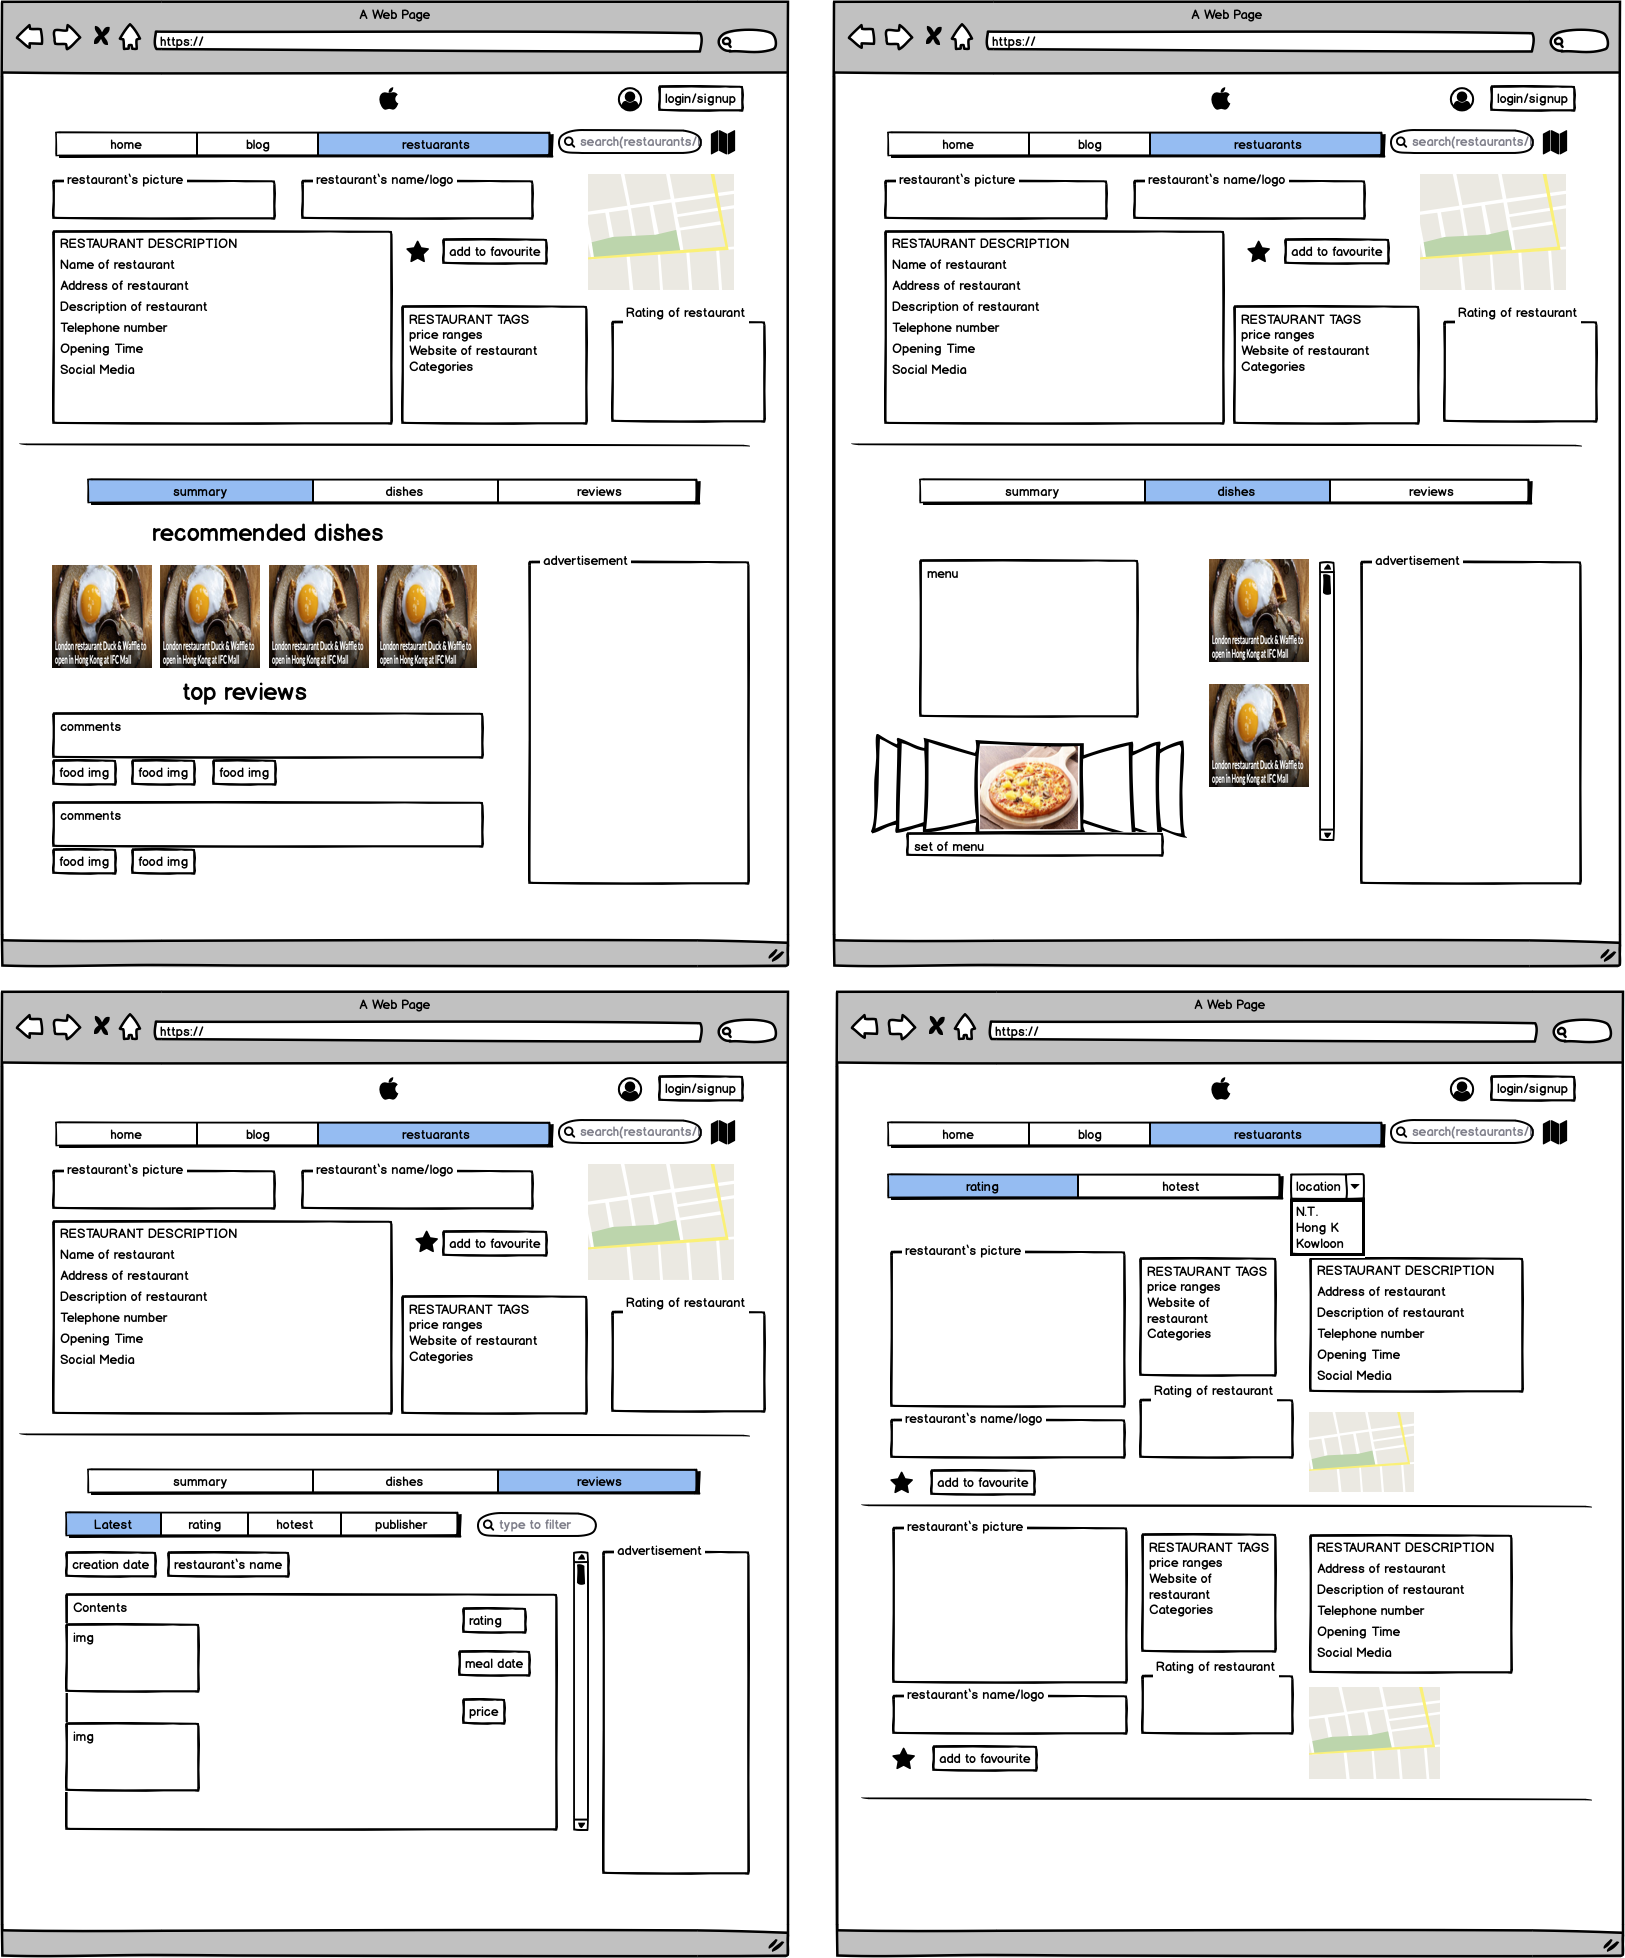 A Web Page
https://
login/signup
home
blog
restuarants
search(restaurants/
restaurant's picture
restaurant's name/logo
RESTAURANT DESCRIPTION
Name of restaurant
Address of restaurant
Description of restaurant
Telephone number
Opening Time
Social Media
add to favourite
RESTAURANT TAGS
price ranges
Website of restaurant
Categories
Rating of restaurant
summary
dishes
reviews
recommended dishes
London restaurant Duck & Waffle to
open in Hong Kong at IFC Mall
London restaurant Duck & Waffle to
open in Hong Kong at IFC Mall
London restaurant Duck & Waffle to
open in Hong Kong at IFC Mall
London restaurant Duck & Waffle to
open in Hong Kong at IFC Mall
top reviews
comments
food img
food img
food img
comments
food img
food img
advertisement
A Web Page
https://
login/signup
home
blog
restuarants
search(restaurants/
restaurant's picture
restaurant's name/logo
RESTAURANT DESCRIPTION
Name of restaurant
Address of restaurant
Description of restaurant
Telephone number
Opening Time
Social Media
add to favourite
RESTAURANT TAGS
price ranges
Website of restaurant
Categories
Rating of restaurant
summary
dishes
reviews
menu
set of menu
London restaurant Duck & Waffle to
open in Hong Kong at IFC Mall
London restaurant Duck & Waffle to
open in Hong Kong at IFC Mall
advertisement
A Web Page
https://
login/signup
home
blog
restuarants
search(restaurants/
restaurant's picture
restaurant's name/logo
RESTAURANT DESCRIPTION
Name of restaurant
Address of restaurant
Description of restaurant
Telephone number
Opening Time
Social Media
add to favourite
RESTAURANT TAGS
price ranges
Website of restaurant
Categories
Rating of restaurant
summary
dishes
reviews
Latest
rating
hotest
publisher
type to filter
creation date
restaurant's name
Contents
img
img
rating
meal date
price
advertisement
A Web Page
https://
login/signup
home
blog
restuarants
search(restaurants/
rating
hotest
location
N.T.
Hong K
Kowloon
restaurant's picture
restaurant's name/logo
add to favourite
RESTAURANT TAGS
price ranges
Website of
restaurant
Categories
Rating of restaurant
RESTAURANT DESCRIPTION
Address of restaurant
Description of restaurant
Telephone number
Opening Time
Social Media
restaurant's picture
restaurant's name/logo
add to favourite
RESTAURANT TAGS
price ranges
Website of
restaurant
Categories
Rating of restaurant
RESTAURANT DESCRIPTION
Address of restaurant
Description of restaurant
Telephone number
Opening Time
Social Media